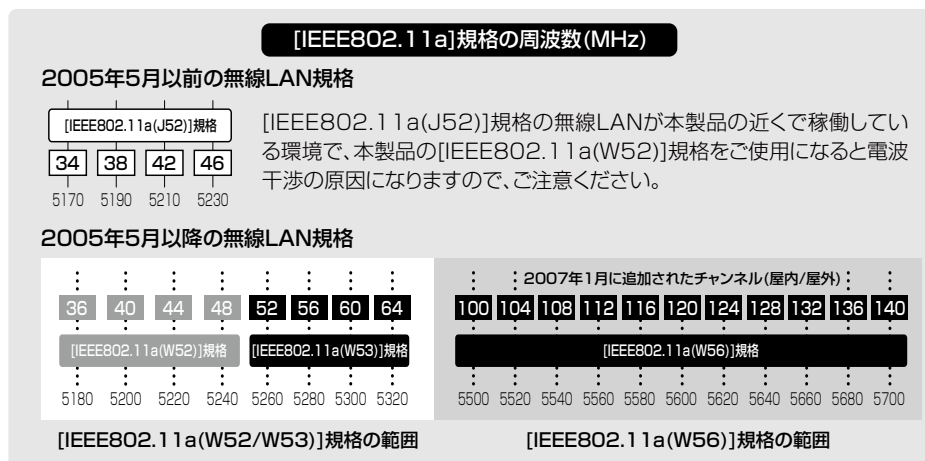 [IEEE802.11a]規格の周波数(MHz)
2005年5月以前の無線LAN規格
[IEEE802.11a(J52)]規格
34 38 42 46
5170 5190 5210 5230
[IEEE802.11a(J52)]規格の無線LANが本製品の近くで稼働してい
る環境で、本製品の[IEEE802.11a(W52)]規格をご使用になると電波
干渉の原因になりますので、ご注意ください。
2005年5月以降の無線LAN規格
36 40 44 48 52 56 60 64
[IEEE802.11a(W52)]規格 [IEEE802.11a(W53)]規格
5180 5200 5220 5240 5260 5280 5300 5320
[IEEE802.11a(W52/W53)]規格の範囲
2007年1月に追加されたチャンネル(屋内/屋外)
100 104 108 112 116 120 124 128 132 136 140
[IEEE802.11a(W56)]規格
5500 5520 5540 5560 5580 5600 5620 5640 5660 5680 5700
[IEEE802.11a(W56)]規格の範囲